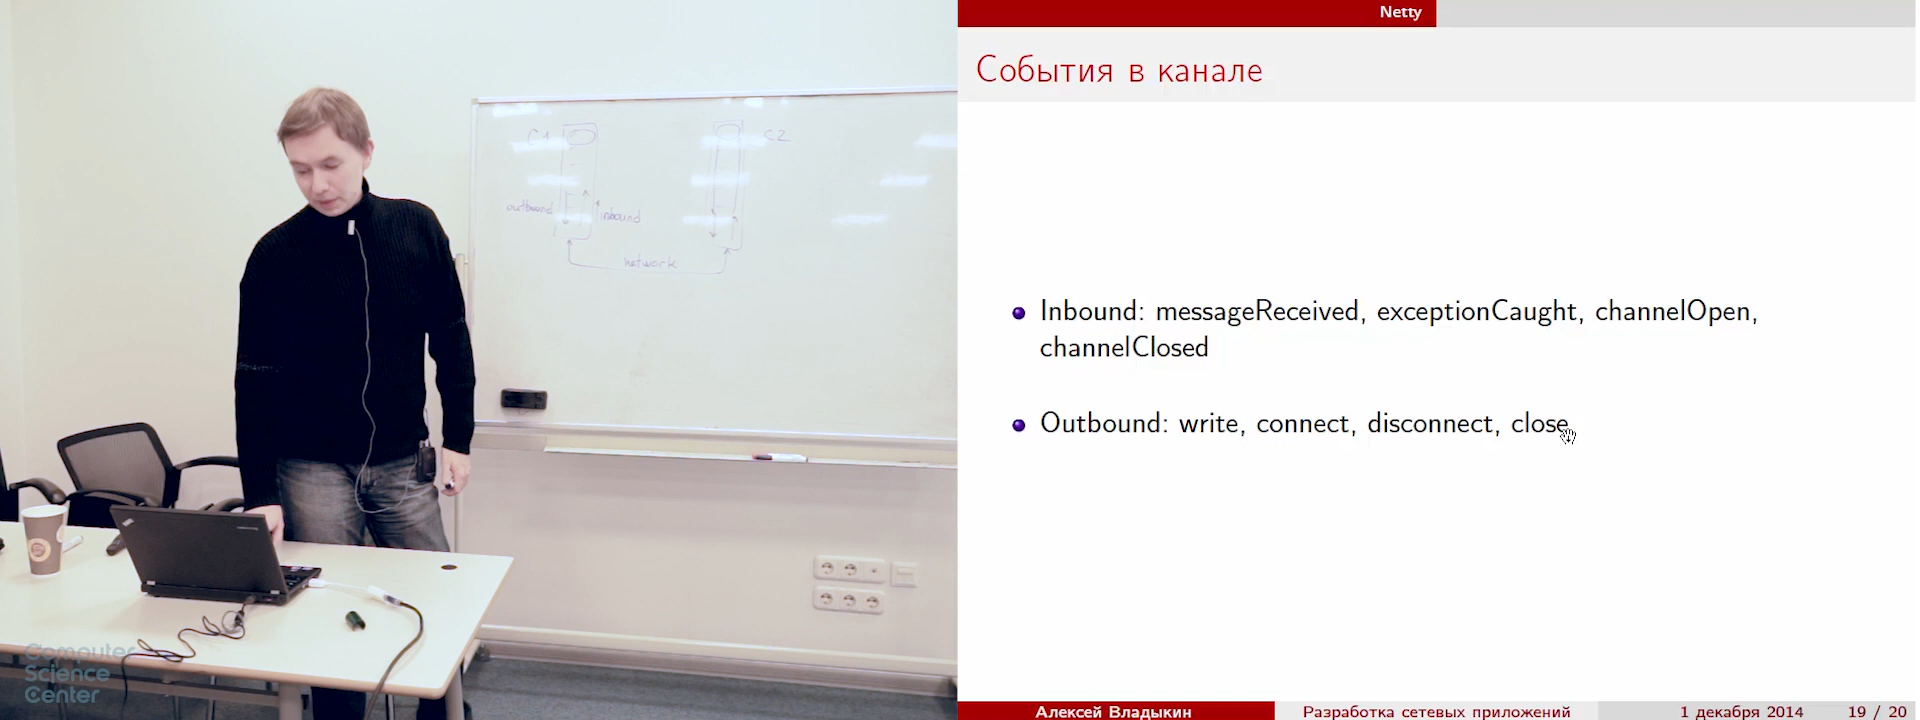 C1
C2
outbound
inbound
network
Computer
Science
Center
Netty
События в канале
Inbound: messageReceived, exceptionCaught, channelOpen,
channelClosed
Outbound: write, connect, disconnect, close
Алексей Владыкин
Разработка сетевых приложений
1 декабря 2014
19 / 20